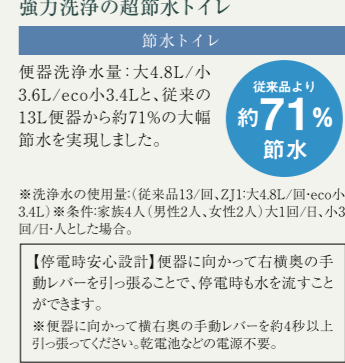 強力洗浄の超節水トイレ
節水トイレ
便器洗浄水量：大4.8L/小
3.6L/eco小3.4Lと、従来の
13L便器から約71%の大幅
節水を実現しました。
従来品より
約71%
節水
※洗浄水の使用量:（従来品13/回、ZJ1:大4.8L/回・eco小
3.4L）※条件:家族4人（男性2人、女性2人）大1回/日、小3
回/日・人とした場合。
【停電時安心設計】便器に向かって右横奥の手
動レバーを引っ張ることで、停電時も水を流すこと
ができます。
※便器に向かって横右奥の手動レバーを約4秒以上
引っ張ってください。乾電池などの電源不要。